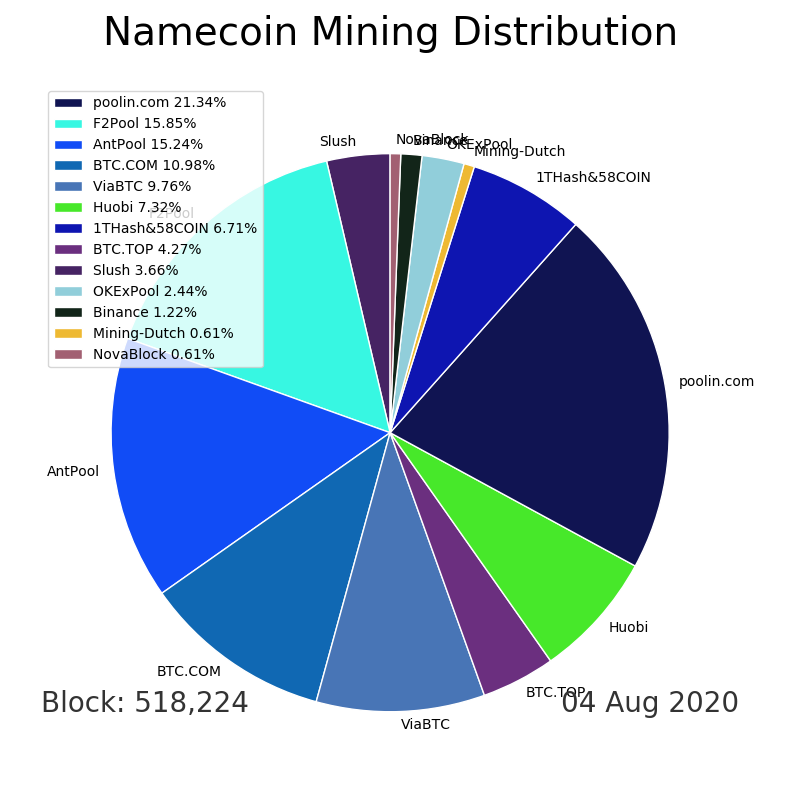 Namecoin Mining Distribution
poolin.com 21.34%
F2Pool 15.85%
AntPool 15.24%
BTC.COM 10.98%
ViaBTC 9.76%
Huobi 7.32%
1THash&58COIN 6.71%
BTC.TOP 4.27%
Slush 3.66%
OKExPool 2.44%
Binance 1.22%
Mining-Dutch 0.61%
NovaBlock 0.61%
Slush
NovaBlock
Binance
OKExPool
Mining-Dutch
1THash&58COIN
F2Pool
poolin.com
AntPool
Huobi
BTC.COM
BTC.TOP
ViaBTC
Block: 518,224
04 Aug 2020